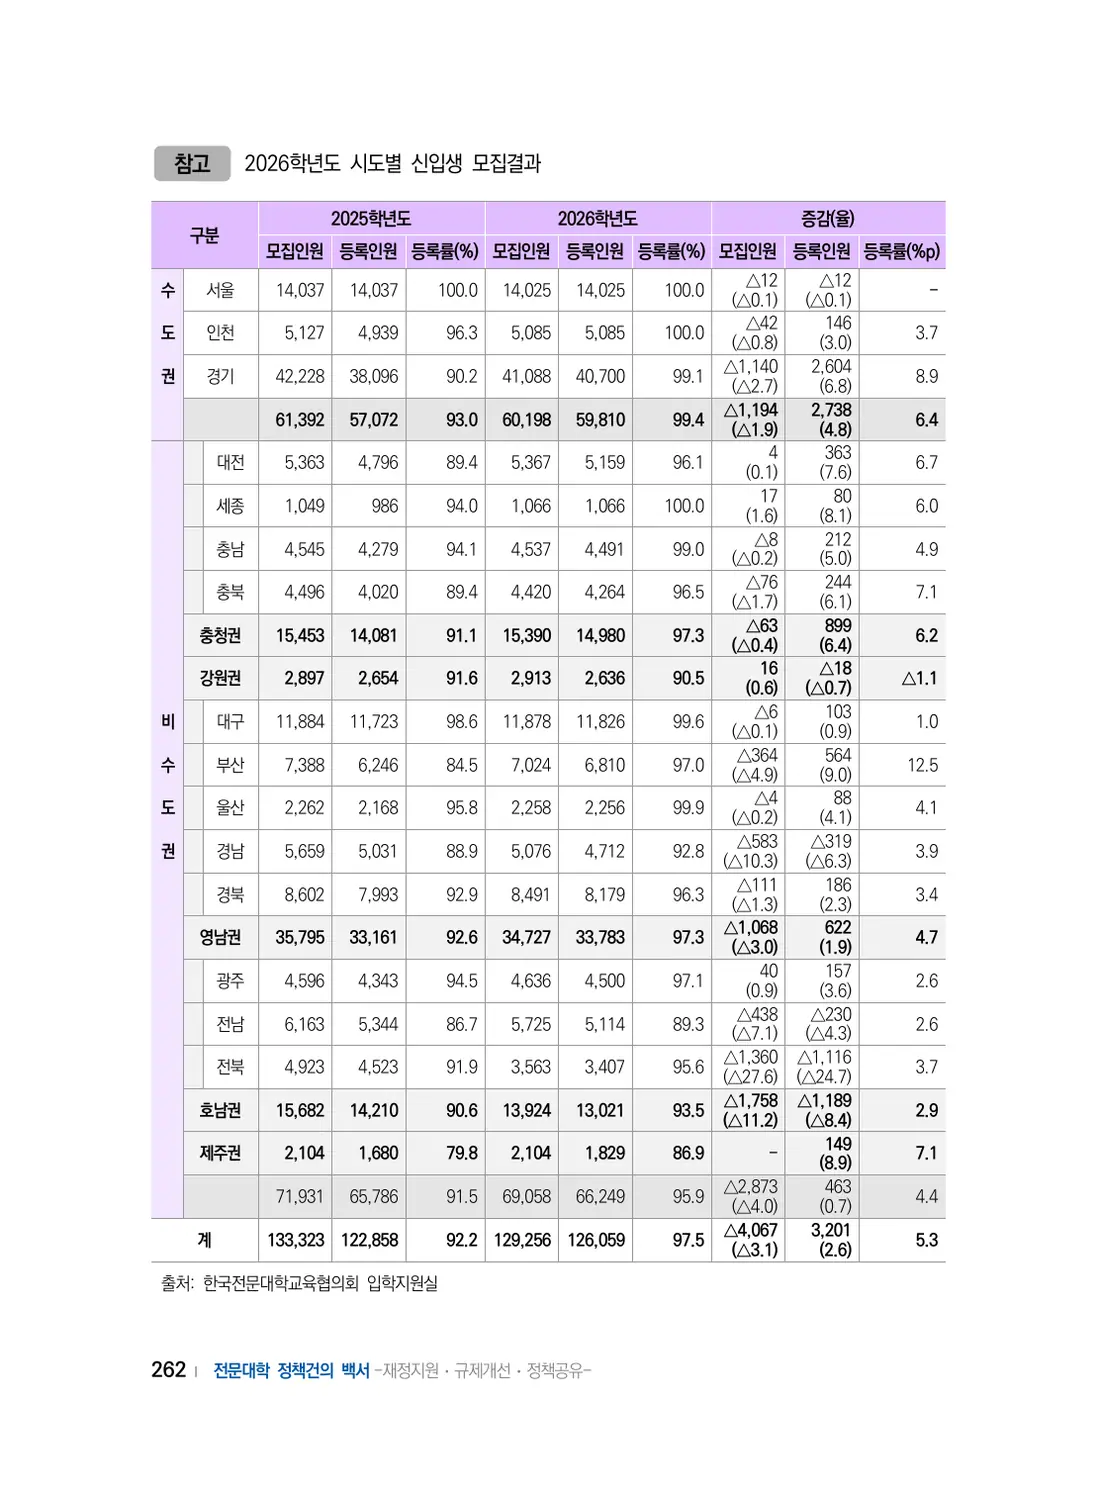 참고 2026학년도 시도별 신입생 모집결과
구분 2025학년도 2026학년도 증감(율)
모집인원 등록인원 등록률(%) 모집인원 등록인원 등록률(%) 모집인원 등록인원 등록률(%p)
수도권
서울 14,037 14,037 100.0 14,025 14,025 100.0 △12 (△0.1) △12 (△0.1) -
인천 5,127 4,939 96.3 5,085 5,085 100.0 △42 (△0.8) 146 (3.0) 3.7
경기 42,228 38,096 90.2 41,088 40,700 99.1 △1,140 (△2.7) 2,604 (6.8) 8.9
61,392 57,072 93.0 60,198 59,810 99.4 △1,194 (△1.9) 2,738 (4.8) 6.4
비수도권
대전 5,363 4,796 89.4 5,367 5,159 96.1 4 (0.1) 363 (7.6) 6.7
세종 1,049 986 94.0 1,066 1,066 100.0 17 (1.6) 80 (8.1) 6.0
충남 4,545 4,279 94.1 4,537 4,491 99.0 △8 (△0.2) 212 (5.0) 4.9
충북 4,496 4,020 89.4 4,420 4,264 96.5 △76 (△1.7) 244 (6.1) 7.1
충청권 15,453 14,081 91.1 15,390 14,980 97.3 △63 (△0.4) 899 (6.4) 6.2
강원권 2,897 2,654 91.6 2,913 2,636 90.5 16 (0.6) △18 (△0.7) △1.1
대구 11,884 11,723 98.6 11,878 11,826 99.6 △6 (△0.1) 103 (0.9) 1.0
부산 7,388 6,246 84.5 7,024 6,810 97.0 △364 (△4.9) 564 (9.0) 12.5
울산 2,262 2,168 95.8 2,258 2,256 99.9 △4 (△0.2) 88 (4.1) 4.1
경남 5,659 5,031 88.9 5,076 4,712 92.8 △583 (△10.3) △319 (△6.3) 3.9
경북 8,602 7,993 92.9 8,491 8,179 96.3 △111 (△1.3) 186 (2.3) 3.4
영남권 35,795 33,161 92.6 34,727 33,783 97.3 △1,068 (△3.0) 622 (1.9) 4.7
광주 4,596 4,343 94.5 4,636 4,500 97.1 40 (0.9) 157 (3.6) 2.6
전남 6,163 5,344 86.7 5,725 5,114 89.3 △438 (△7.1) △230 (△4.3) 2.6
전북 4,923 4,523 91.9 3,563 3,407 95.6 △1,360 (△27.6) △1,116 (△24.7) 3.7
호남권 15,682 14,210 90.6 13,924 13,021 93.5 △1,758 (△11.2) △1,189 (△8.4) 2.9
제주권 2,104 1,680 79.8 2,104 1,829 86.9 - 149 (8.9) 7.1
71,931 65,786 91.5 69,058 66,249 95.9 △2,873 (△4.0) 463 (0.7) 4.4
계 133,323 122,858 92.2 129,256 126,059 97.5 △4,067 (△3.1) 3,201 (2.6) 5.3
출처: 한국전문대학교육협의회 입학지원실
262 | 전문대학 정책건의 백서 -재정지원·규제개선·정책공유-